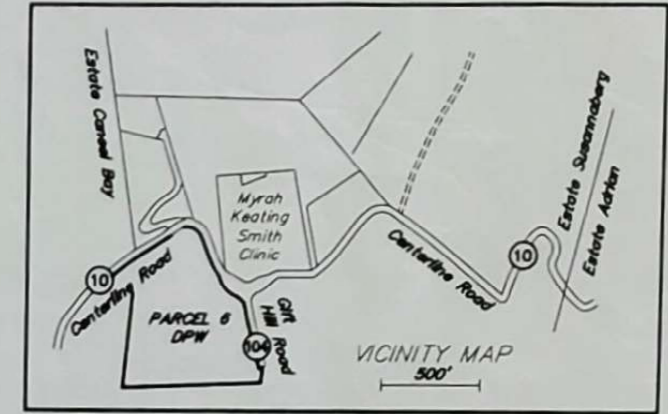 Estate Caneel Bay
Myrah
Keating
Smith
Clinic
Estate Susannaberg
Estate Adrian
10
Centerline Road
10
Centerline Road
PARCEL 6
DPW
Gift
Hill
Road
104
VICINITY MAP
500'